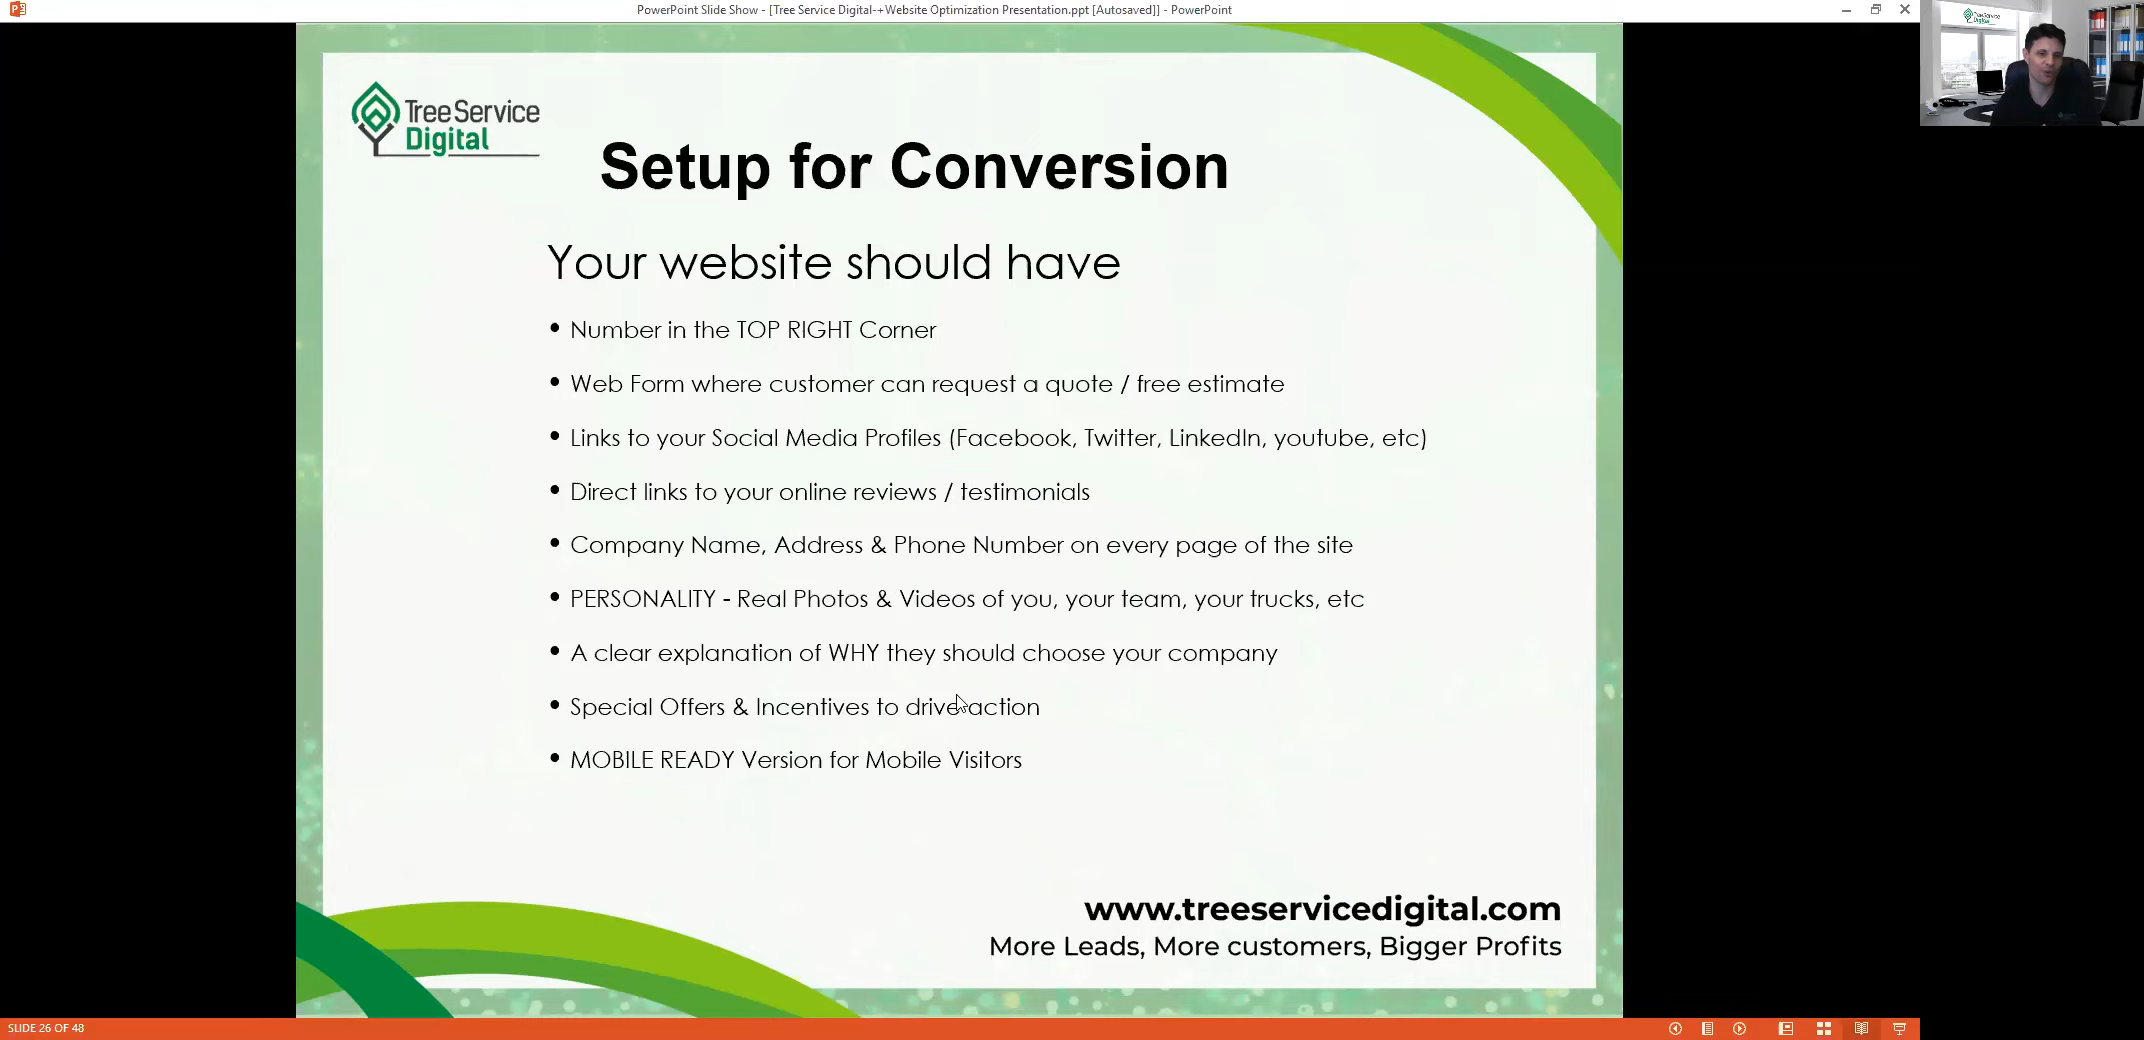 PowerPoint Slide Show - [Tree Service Digital-+Website Optimization Presentation.ppt [Autosaved]] - PowerPoint
Tree Service
Digital
Tree Service
Digital
Setup for Conversion
Your website should have
• Number in the TOP RIGHT Corner
• Web Form where customer can request a quote / free estimate
• Links to your Social Media Profiles (Facebook, Twitter, LinkedIn, youtube, etc)
• Direct links to your online reviews / testimonials
• Company Name, Address & Phone Number on every page of the site
• PERSONALITY - Real Photos & Videos of you, your team, your trucks, etc
• A clear explanation of WHY they should choose your company
• Special Offers & Incentives to drive action
• MOBILE READY Version for Mobile Visitors
www.treeservicedigital.com
More Leads, More customers, Bigger Profits
SLIDE 26 OF 48